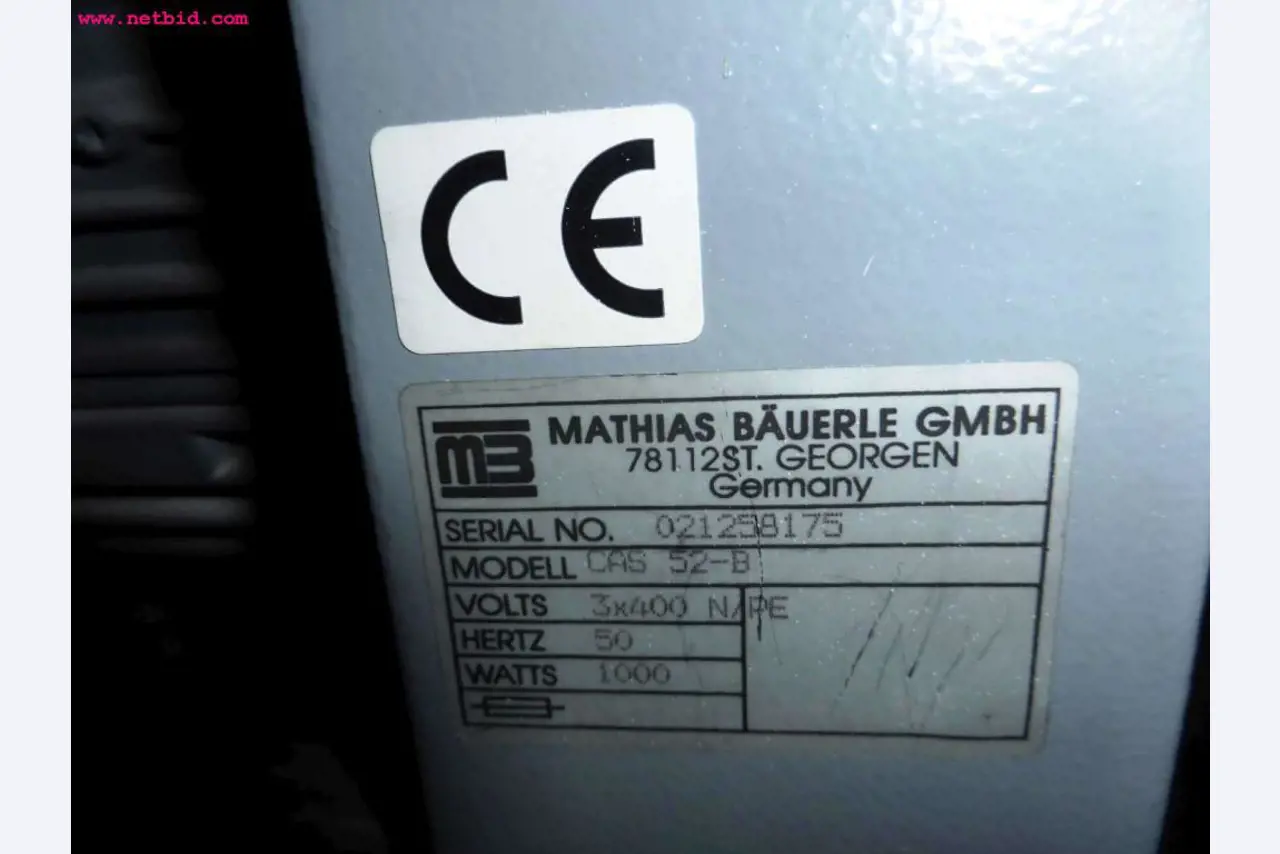 www.netbid.com
CE
MB MATHIAS BÄUERLE GMBH
78112ST. GEORGEN
Germany
SERIAL NO. 021258175
MODELL CAS 52-B
VOLTS 3x400 N/PE
HERTZ 50
WATTS 1000